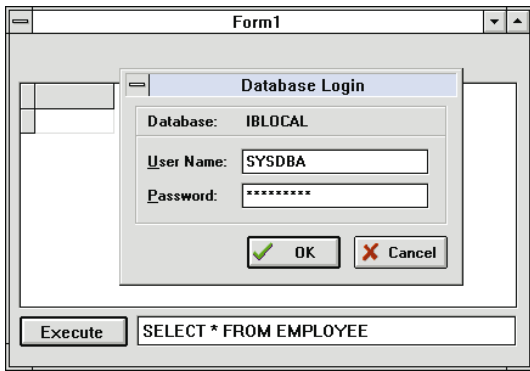 Form1
Database Login
Database: IBLOCAL
User Name: SYSDBA
Password: *********
OK Cancel
Execute SELECT * FROM EMPLOYEE